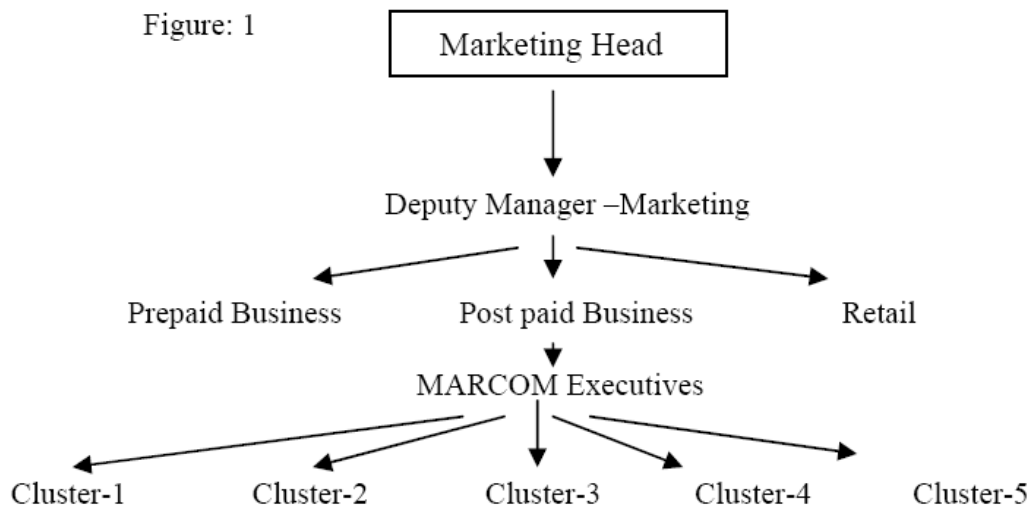 Figure: 1
Marketing Head
Deputy Manager –Marketing
Prepaid Business Post paid Business Retail
MARCOM Executives
Cluster-1 Cluster-2 Cluster-3 Cluster-4 Cluster-5